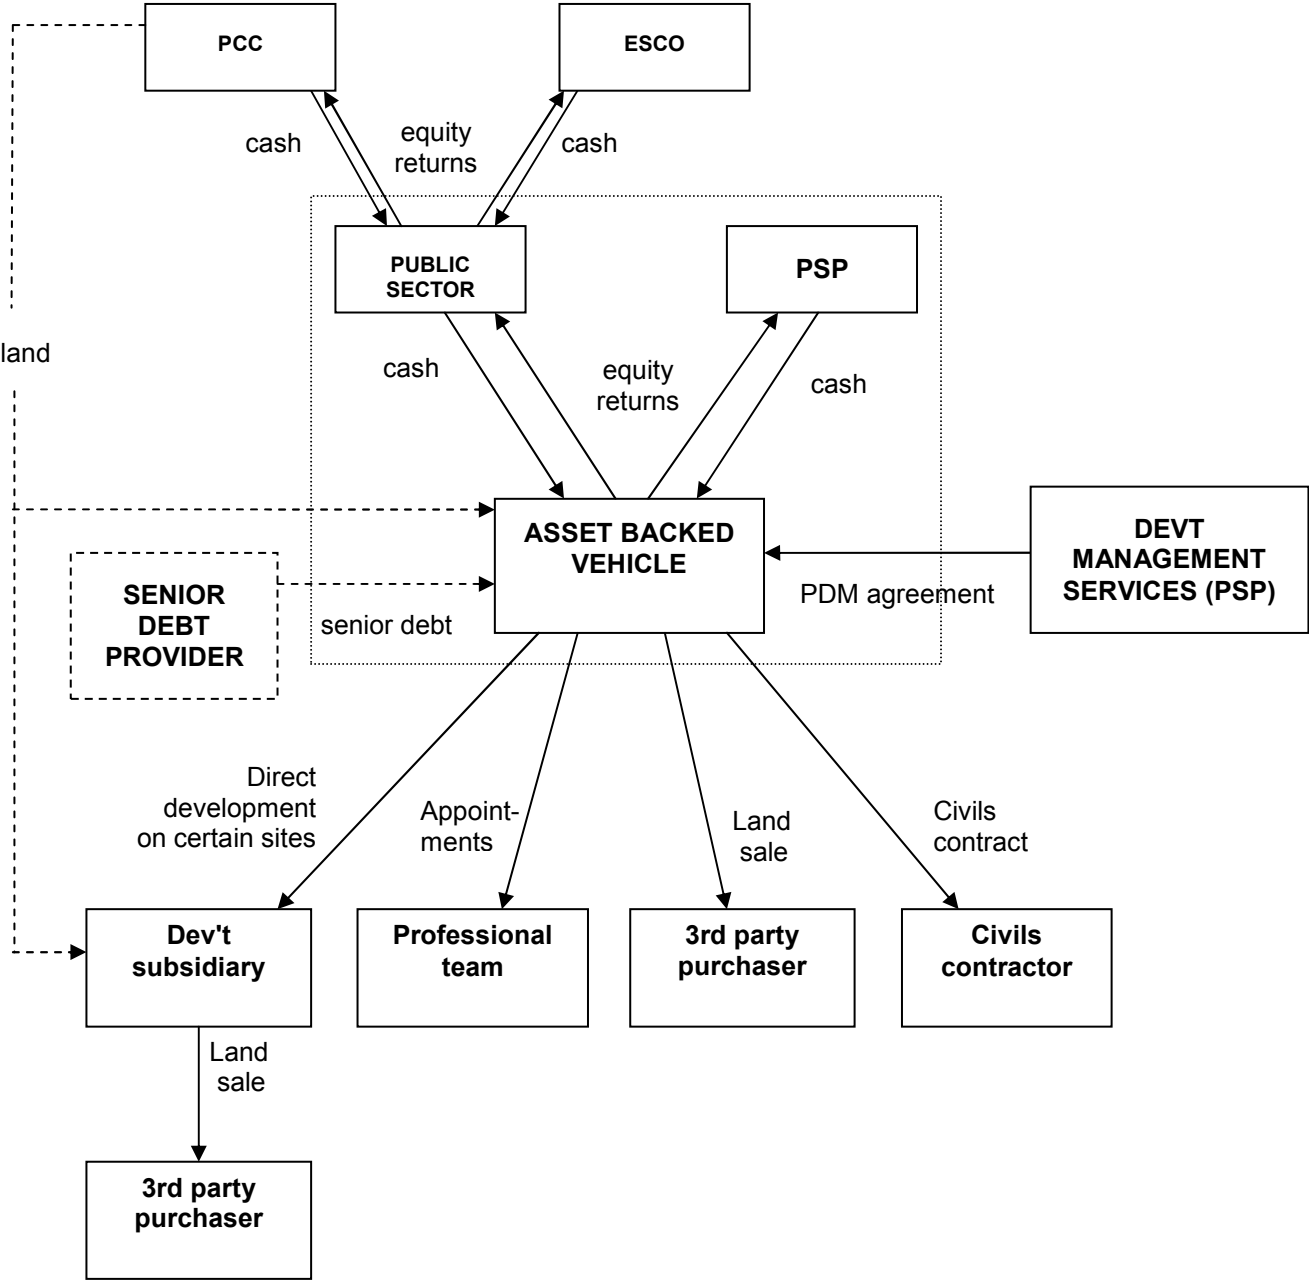 PCC
ESCO
cash
equity
returns
cash
PUBLIC
SECTOR
PSP
land
cash
equity
returns
cash
ASSET BACKED
VEHICLE
DEVT
MANAGEMENT
SERVICES (PSP)
SENIOR
DEBT
PROVIDER
senior debt
PDM agreement
Direct
development
on certain sites
Appoint-
ments
Land
sale
Civils
contract
Dev't
subsidiary
Professional
team
3rd party
purchaser
Civils
contractor
Land
sale
3rd party
purchaser